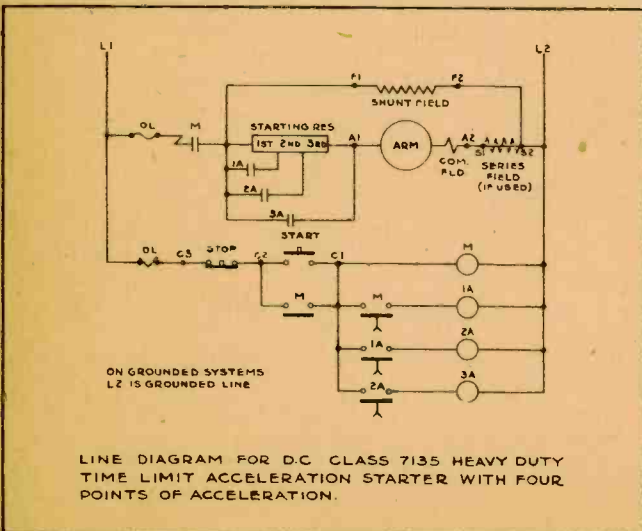 L1
L2
F1
F2
SHUNT FIELD
OL
M
STARTING RES
1ST 2ND 3RD
A1
ARM
A2
S1
S2
COM.
FLD
SERIES
FIELD
(IF USED)
1A
2A
3A
START
OL
C3
STOP
C2
C1
M
M
M
1A
1A
2A
2A
3A
ON GROUNDED SYSTEMS
L2 IS GROUNDED LINE
LINE DIAGRAM FOR D.C CLASS 7135 HEAVY DUTY
TIME LIMIT ACCELERATION STARTER WITH FOUR
POINTS OF ACCELERATION.